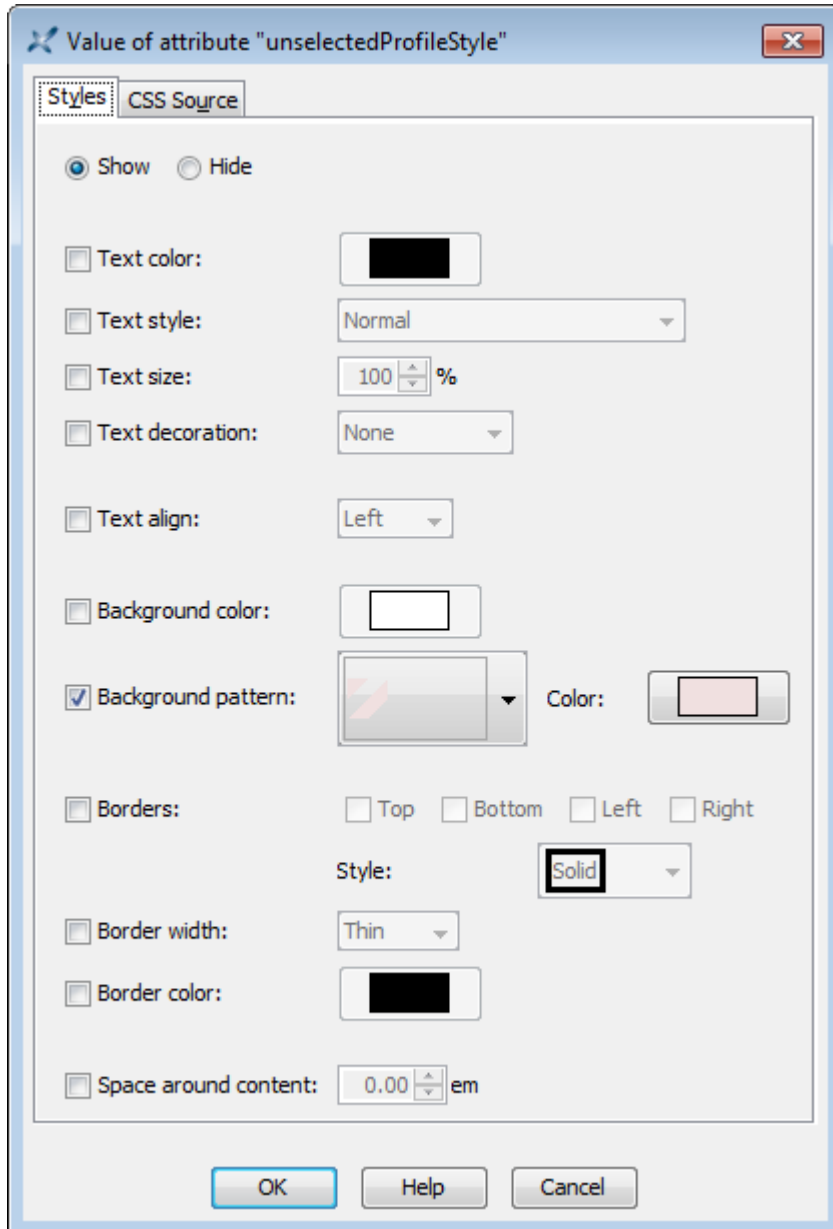 Value of attribute "unselectedProfileStyle"
Styles CSS Source
Show Hide
Text color:
Text style: Normal
Text size: 100 %
Text decoration: None
Text align: Left
Background color:
Background pattern: Color:
Borders: Top Bottom Left Right
Style: Solid
Border width: Thin
Border color:
Space around content: 0.00 em
OK Help Cancel